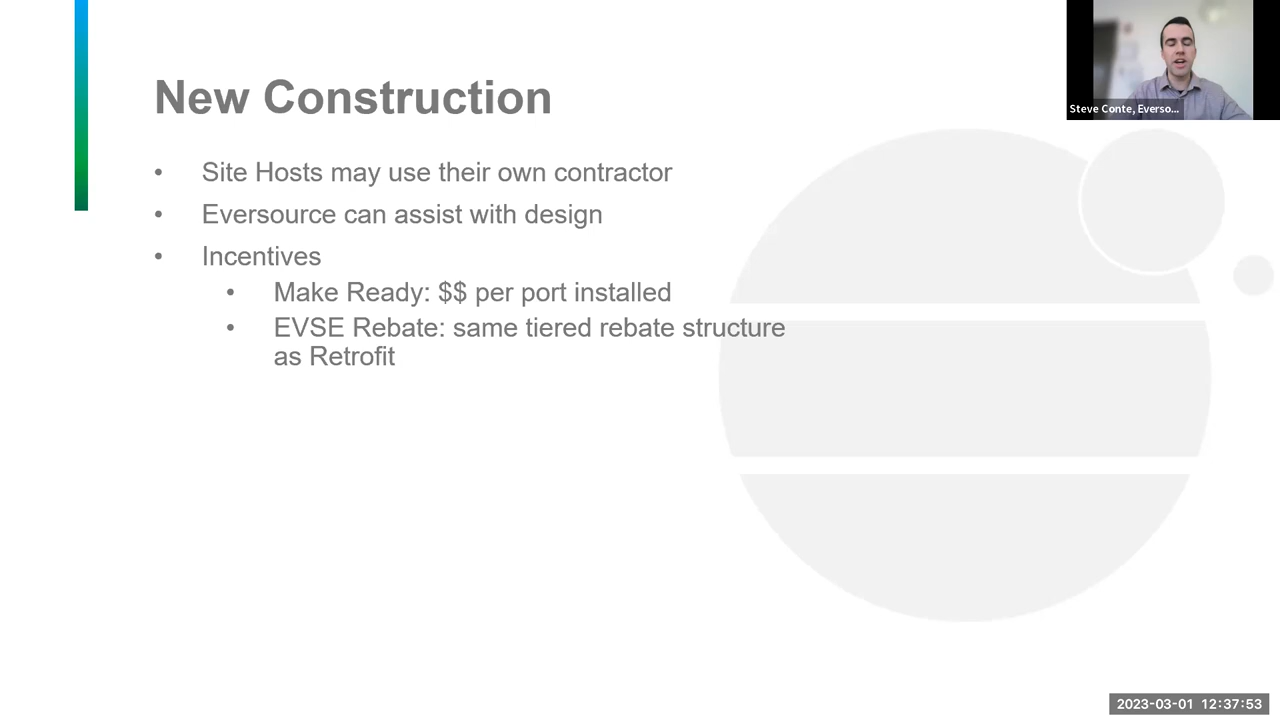 New Construction
Steve Conte, Everso...
• Site Hosts may use their own contractor
• Eversource can assist with design
• Incentives
• Make Ready: $$ per port installed
• EVSE Rebate: same tiered rebate structure
as Retrofit
2023-03-01 12:37:53